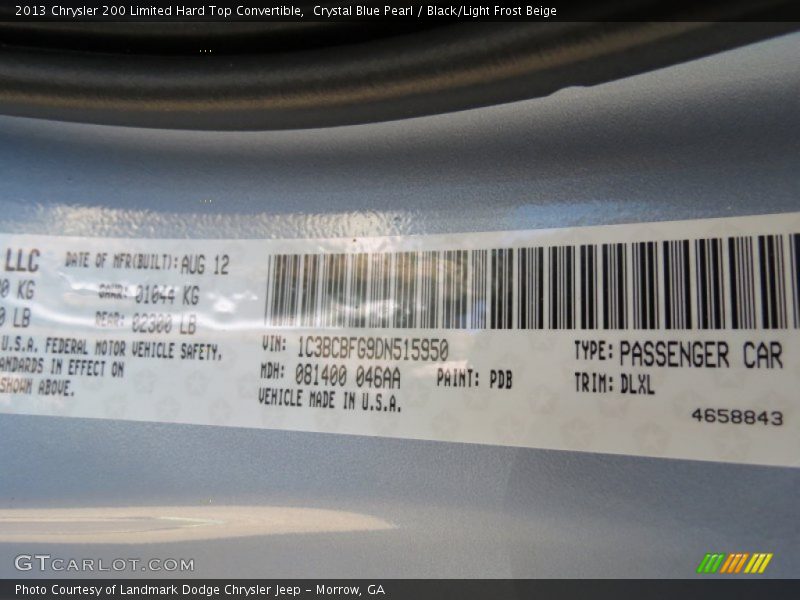 2013 Chrysler 200 Limited Hard Top Convertible, Crystal Blue Pearl / Black/Light Frost Beige
LLC DATE OF MFR(BUILT): AUG 12
0 KG GAWR: 01044 KG
0 LB REAR: 02300 LB
U.S.A. FEDERAL MOTOR VEHICLE SAFETY,
ANDARDS IN EFFECT ON
SHOWN ABOVE.
VIN: 1C3BCBFG9DN515950 TYPE: PASSENGER CAR
MDH: 081400 046AA PAINT: PDB TRIM: DLXL
VEHICLE MADE IN U.S.A.
4658843
GTCARLOT.COM
Photo Courtesy of Landmark Dodge Chrysler Jeep – Morrow, GA